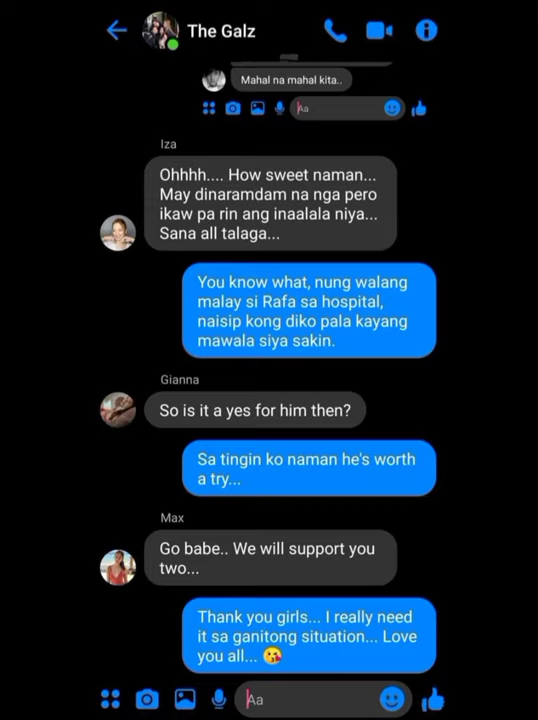 The Galz
Mahal na mahal kita..
Aa
Iza
Ohhhh.... How sweet naman...
May dinaramdam na nga pero
ikaw pa rin ang inaalala niya...
Sana all talaga...
You know what, nung walang
malay si Rafa sa hospital,
naisip kong diko pala kayang
mawala siya sakin.
Gianna
So is it a yes for him then?
Sa tingin ko naman he's worth
a try...
Max
Go babe.. We will support you
two...
Thank you girls... I really need
it sa ganitong situation... Love
you all... 😘
Aa